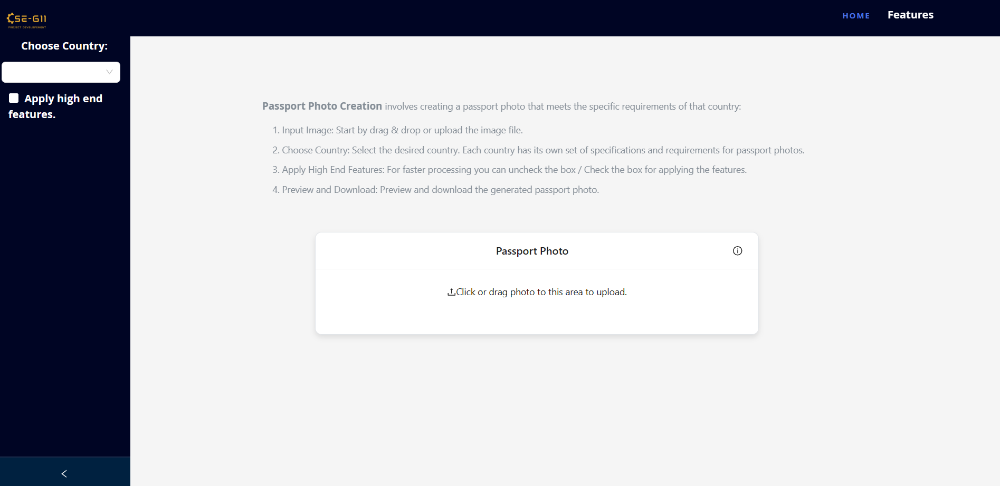 CSE-G11
PROJECT DEVELOPMENT
HOME
Features
Choose Country:
Apply high end
features.
Passport Photo Creation involves creating a passport photo that meets the specific requirements of that country:
1. Input Image: Start by drag & drop or upload the image file.
2. Choose Country: Select the desired country. Each country has its own set of specifications and requirements for passport photos.
3. Apply High End Features: For faster processing you can uncheck the box / Check the box for applying the features.
4. Preview and Download: Preview and download the generated passport photo.
Passport Photo
Click or drag photo to this area to upload.